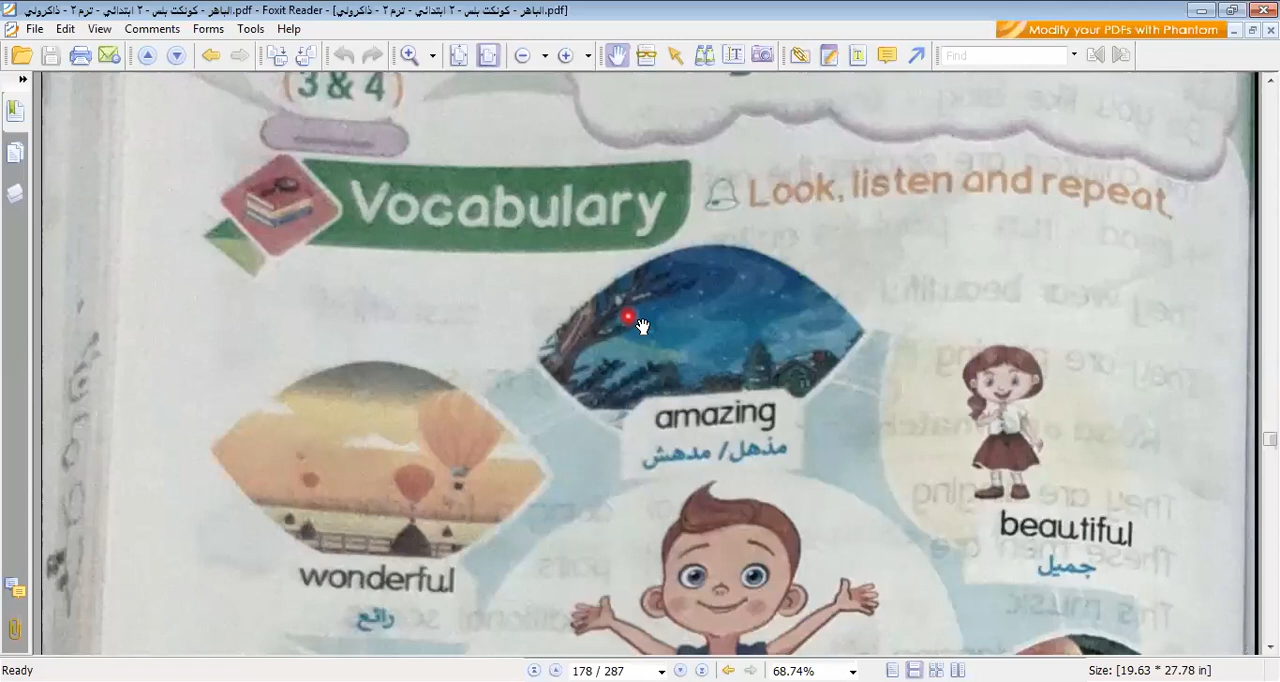 الباهر - كونكت بلس - ٢ ابتدائي - ترم ٢ - ذاكرولي.pdf - Foxit Reader - [الباهر - كونكت بلس - ٢ ابتدائي - ترم ٢ - ذاكرولي.pdf]
File Edit View Comments Forms Tools Help
Modify your PDFs with Phantom
Find
(3 & 4)
Vocabulary
Look, listen and repeat.
amazing
مذهل/ مدهش
beautiful
جميل
wonderful
رائع
Ready
178 / 287
68.74%
Size: [19.63 * 27.78 in]